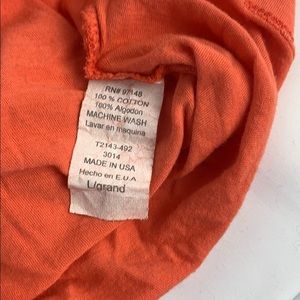 RN# 97148
100 % COTTON
100% Algodon
MACHINE WASH
Lavar en maquina
T2143-492
3014
MADE IN USA
Hecho en E.U.A.
L/grand